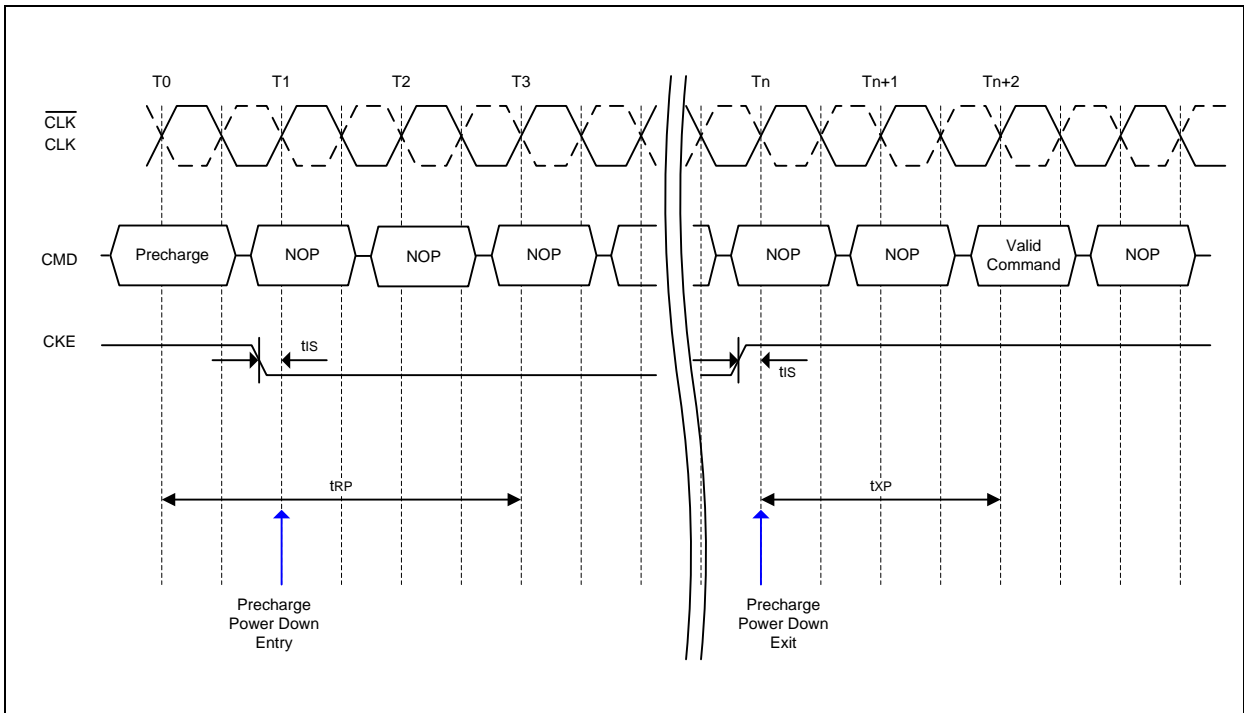 T0 T1 T2 T3 Tn Tn+1 Tn+2
CLK
CLK
CMD Precharge NOP NOP NOP NOP NOP Valid Command NOP
CKE tIS tIS
tRP tXP
Precharge
Power Down
Entry
Precharge
Power Down
Exit